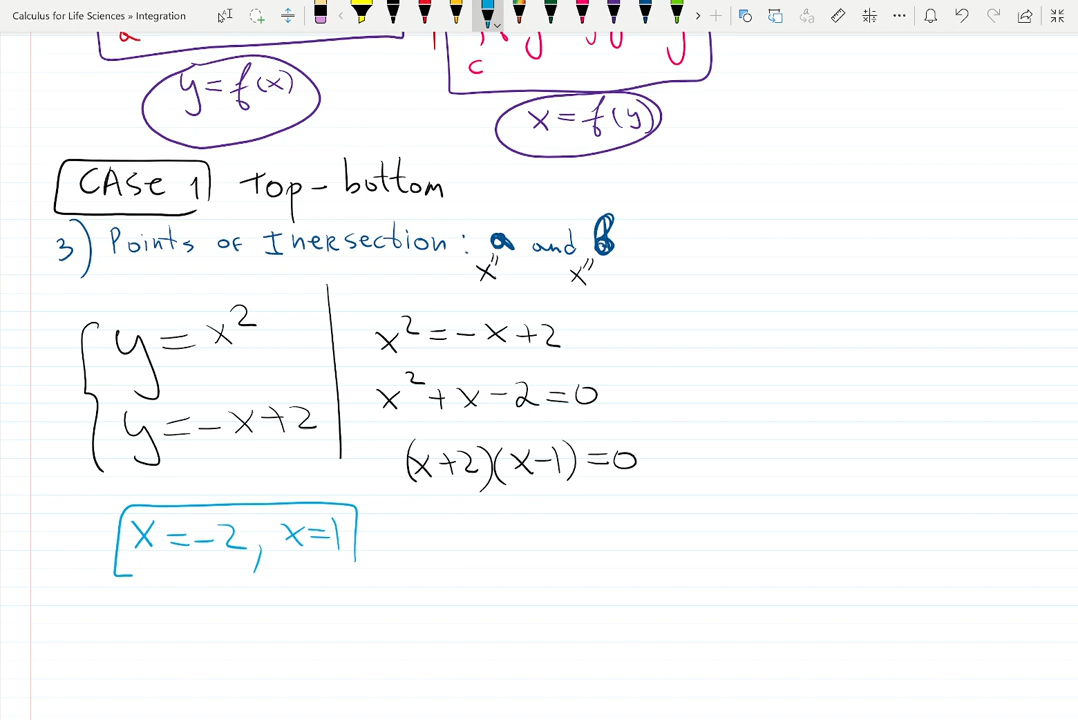 Calculus for Life Sciences » Integration
a
c
y = f(x)
x = f(y)
CASE 1 Top-bottom
3) Points of Inersection : a and b
x" x"
y = x²
y = -x+2
x² = -x+2
x² + x - 2 = 0
(x+2)(x-1) = 0
x = -2, x = 1